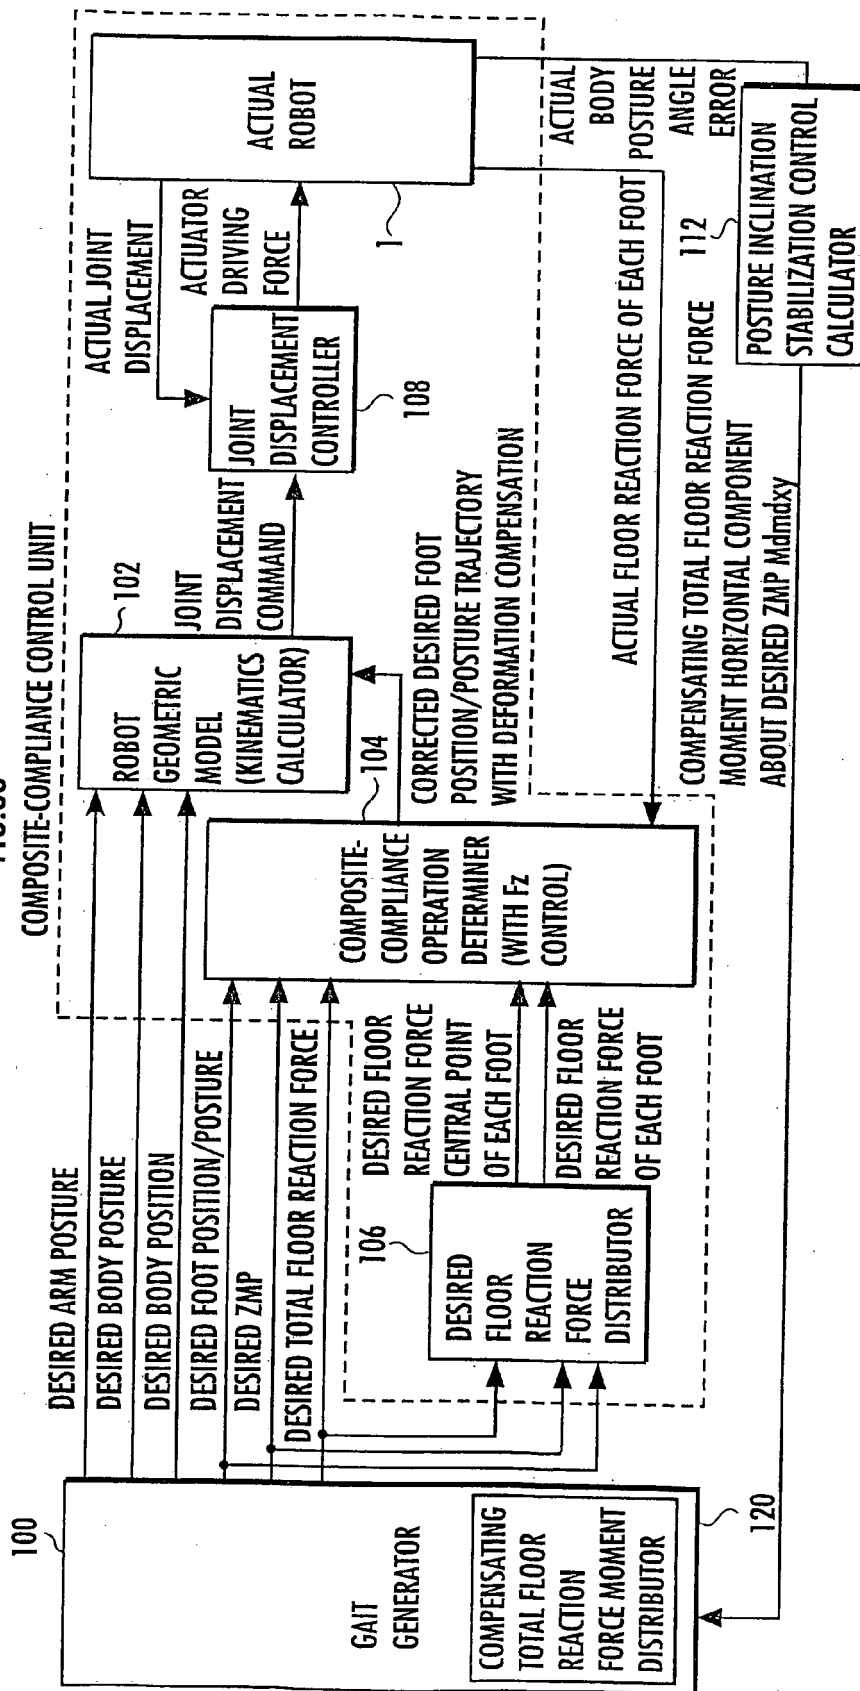 COMPOSITE-COMPLIANCE CONTROL UNIT
100
GAIT
GENERATOR
COMPENSATING
TOTAL FLOOR
REACTION
FORCE MOMENT
DISTRIBUTOR
120
DESIRED ARM POSTURE
DESIRED BODY POSTURE
DESIRED BODY POSITION
DESIRED FOOT POSITION/POSTURE
DESIRED ZMP
DESIRED TOTAL FLOOR REACTION FORCE
106
DESIRED
FLOOR
REACTION
FORCE
DISTRIBUTOR
DESIRED FLOOR
REACTION FORCE
CENTRAL POINT
OF EACH FOOT
DESIRED FLOOR
REACTION FORCE
OF EACH FOOT
102
ROBOT
GEOMETRIC
MODEL
(KINEMATICS
CALCULATOR)
104
COMPOSITE-
COMPLIANCE
OPERATION
DETERMINER
(WITH Fz
CONTROL)
CORRECTED DESIRED FOOT
POSITION/POSTURE TRAJECTORY
WITH DEFORMATION COMPENSATION
JOINT
DISPLACEMENT
COMMAND
JOINT
DISPLACEMENT
CONTROLLER
108
ACTUAL JOINT
DISPLACEMENT
ACTUATOR
DRIVING
FORCE
ACTUAL
ROBOT
1
ACTUAL FLOOR REACTION FORCE OF EACH FOOT
ACTUAL
BODY
POSTURE
ANGLE
ERROR
112
POSTURE INCLINATION
STABILIZATION CONTROL
CALCULATOR
COMPENSATING TOTAL FLOOR REACTION FORCE
MOMENT HORIZONTAL COMPONENT
ABOUT DESIRED ZMP Mdmdxy